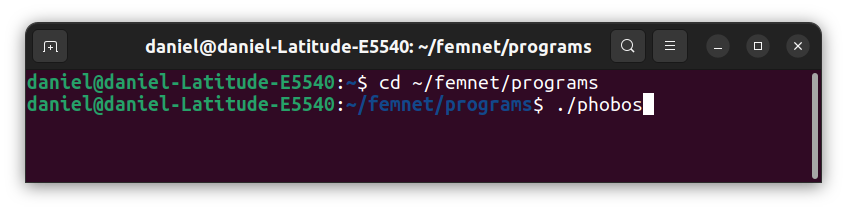 daniel@daniel-Latitude-E5540: ~/femnet/programs
daniel@daniel-Latitude-E5540:~$ cd ~/femnet/programs
daniel@daniel-Latitude-E5540:~/femnet/programs$ ./phobos